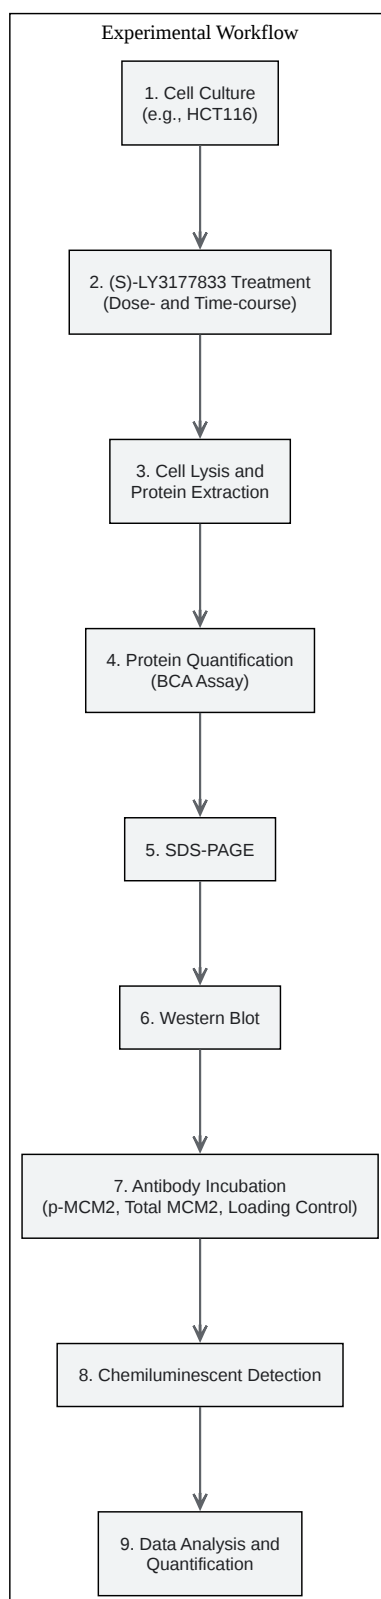 Experimental Workflow
1. Cell Culture
(e.g., HCT116)
2. (S)-LY3177833 Treatment
(Dose- and Time-course)
3. Cell Lysis and
Protein Extraction
4. Protein Quantification
(BCA Assay)
5. SDS-PAGE
6. Western Blot
7. Antibody Incubation
(p-MCM2, Total MCM2, Loading Control)
8. Chemiluminescent Detection
9. Data Analysis and
Quantification